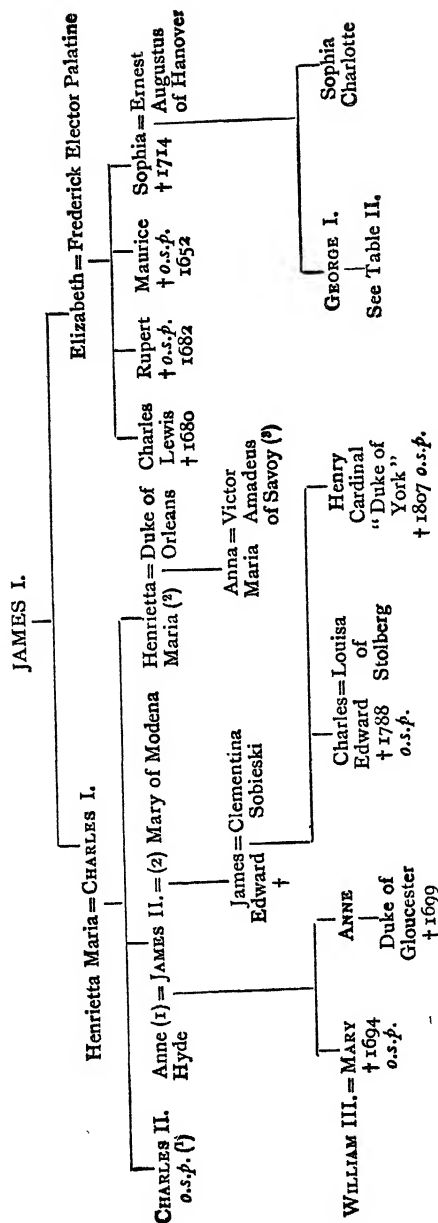 JAMES I.
Henrietta Maria=CHARLES I.
Elizabeth=Frederick Elector Palatine
CHARLES II.
o.s.p. (¹)
Anne (1)=JAMES II.=(2) Mary of Modena
Hyde
Henrietta=Duke of
Maria (²) Orleans
Charles
Lewis
†1680
Rupert
†o.s.p.
1682
Maurice
†o.s.p.
1652
Sophia=Ernest
†1714 Augustus
of Hanover
James=Clementina
Edward Sobieski
†
Anna=Victor
Maria Amadeus
of Savoy (³)
GEORGE I.
See Table II.
Sophia
Charlotte
WILLIAM III.=MARY
†1694
o.s.p.
ANNE
Duke of
Gloucester
†1699
Charles=Louisa
Edward of
†1788 Stolberg
o.s.p.
Henry
Cardinal
"Duke of
York"
†1807 o.s.p.